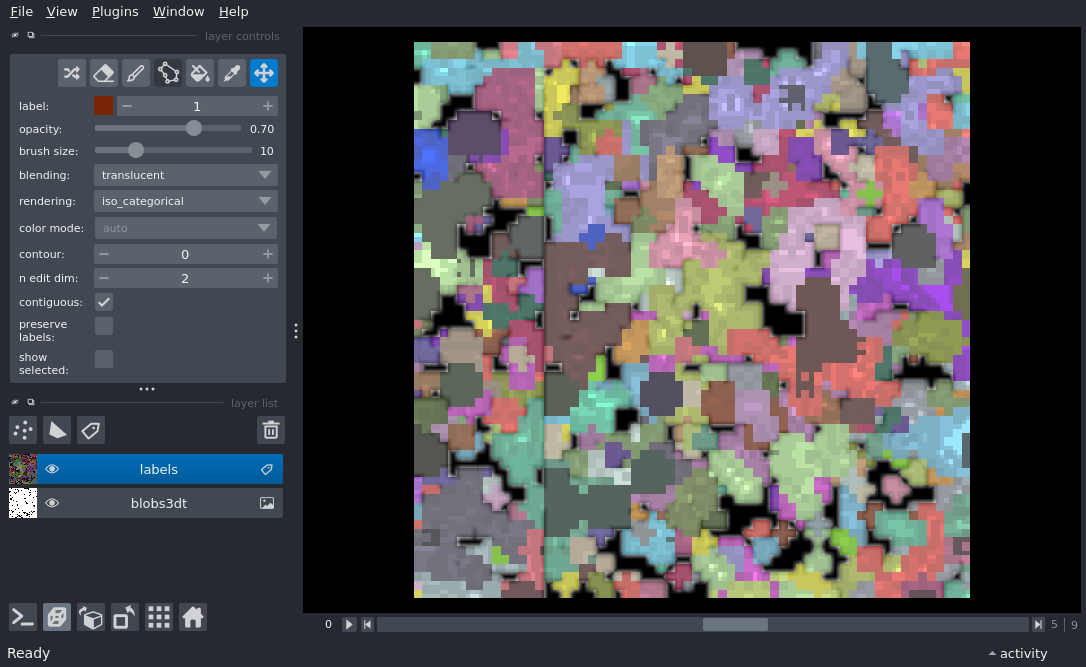 File View Plugins Window Help
layer controls
label: 1
opacity: 0.70
brush size: 10
blending: translucent
rendering: iso_categorical
color mode: auto
contour: 0
n edit dim: 2
contiguous:
preserve
labels:
show
selected:
layer list
labels
blobs3dt
0 5 | 9
Ready activity